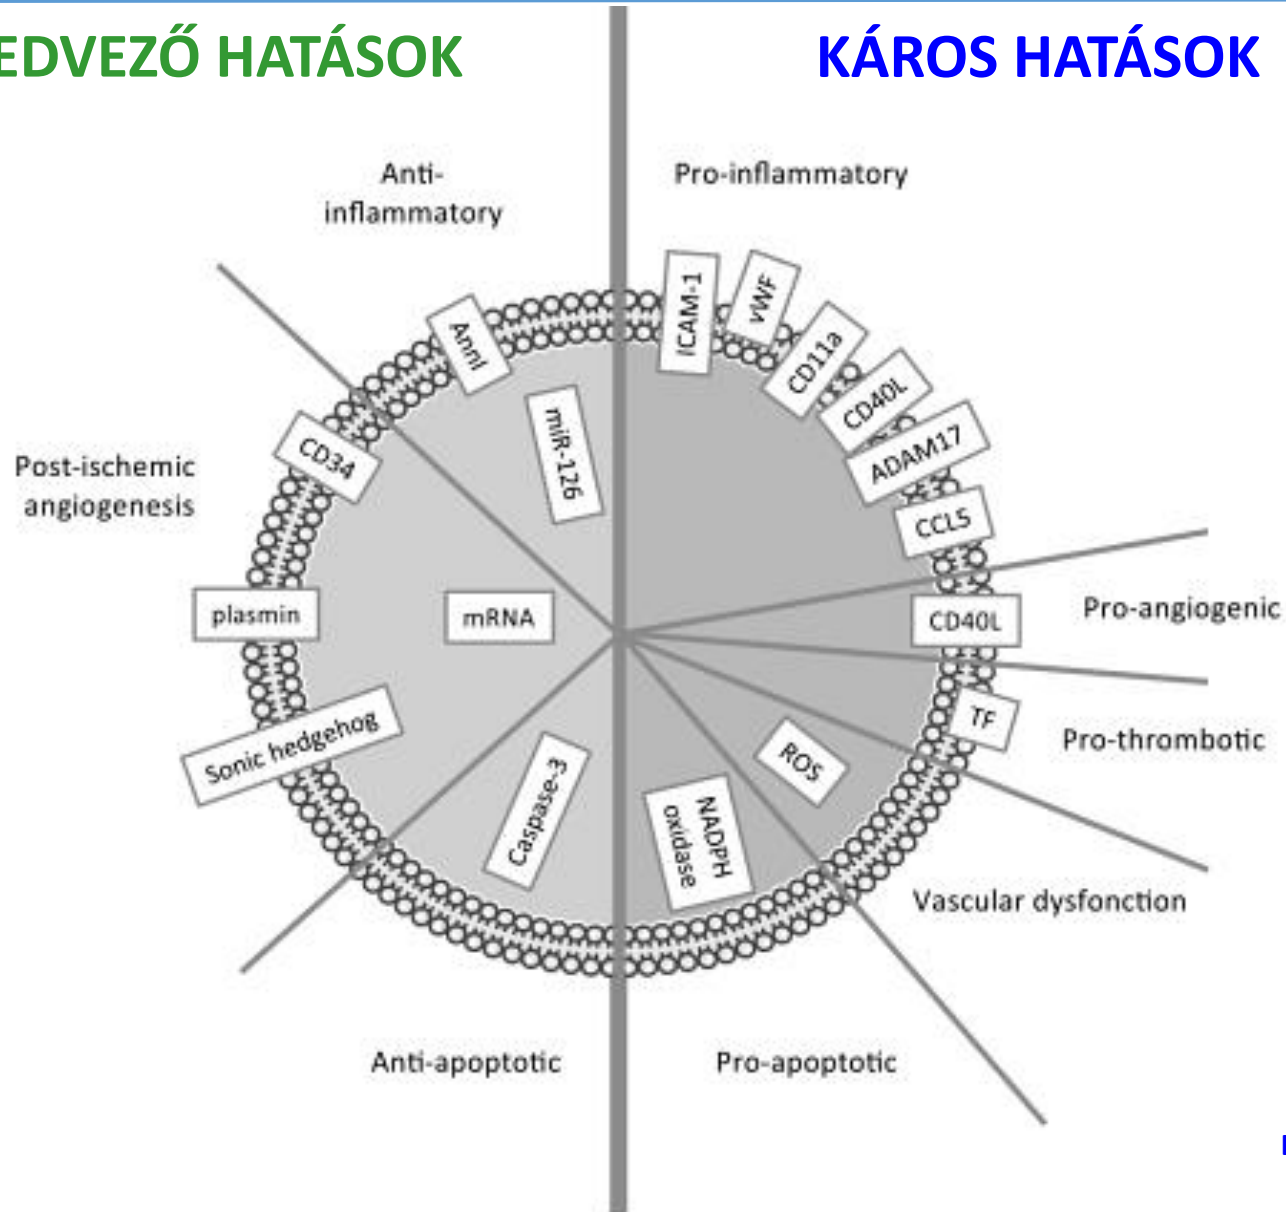 EDVEZŐ HATÁSOK
KÁROS HATÁSOK
Anti-
inflammatory
Pro-inflammatory
ICAM-1
vWF
CD11a
CD40L
ADAM17
CCL5
AnnI
miR-126
CD34
Post-ischemic
angiogenesis
plasmin
mRNA
CD40L
Pro-angiogenic
Sonic hedgehog
TF
Pro-thrombotic
ROS
Caspase-3
NADPH
oxidase
Vascular dysfonction
Anti-apoptotic
Pro-apoptotic